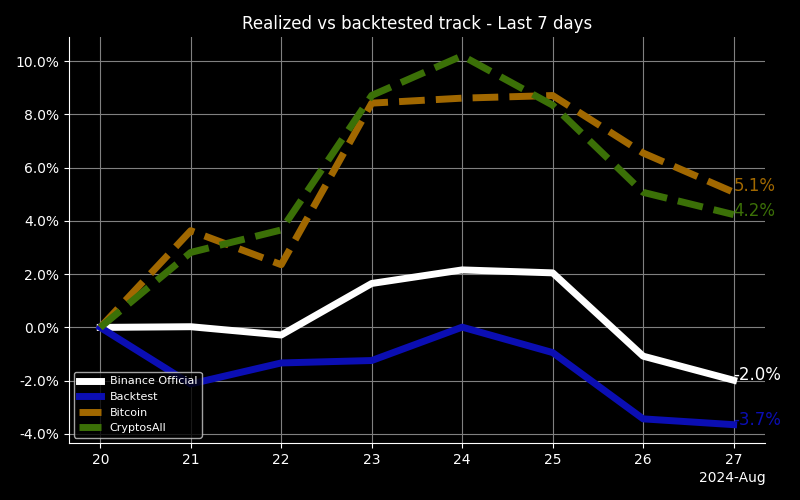 Realized vs backtested track - Last 7 days
10.0%
8.0%
6.0%
4.0%
2.0%
0.0%
-2.0%
-4.0%
5.1%
4.2%
-2.0%
-3.7%
Binance Official
Backtest
Bitcoin
CryptosAll
20 21 22 23 24 25 26 27
2024-Aug